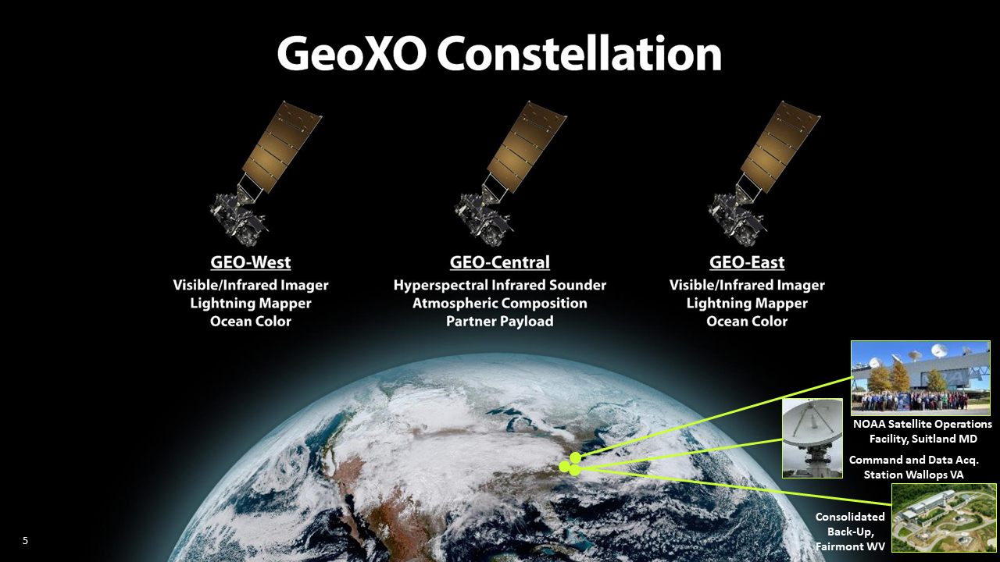 GeoXO Constellation
GEO-West
Visible/Infrared Imager
Lightning Mapper
Ocean Color
GEO-Central
Hyperspectral Infrared Sounder
Atmospheric Composition
Partner Payload
GEO-East
Visible/Infrared Imager
Lightning Mapper
Ocean Color
NOAA Satellite Operations
Facility, Suitland MD
Command and Data Acq.
Station Wallops VA
Consolidated
Back-Up,
Fairmont WV
5